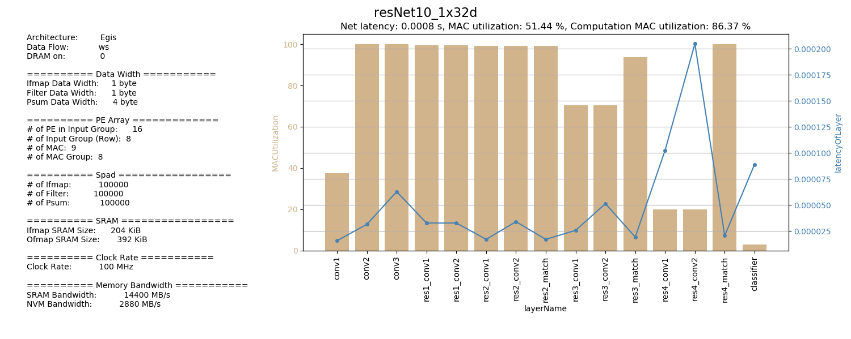 resNet10_1x32d
Net latency: 0.0008 s, MAC utilization: 51.44 %, Computation MAC utilization: 86.37 %
Architecture: Egis
Data Flow: ws
DRAM on: 0
========== Data Width ===========
Ifmap Data Width: 1 byte
Filter Data Width: 1 byte
Psum Data Width: 4 byte
========== PE Array =============
# of PE in Input Group: 16
# of Input Group (Row): 8
# of MAC: 9
# of MAC Group: 8
========== Spad =================
# of Ifmap: 100000
# of Filter: 100000
# of Psum: 100000
========== SRAM =================
Ifmap SRAM Size: 204 KiB
Ofmap SRAM Size: 392 KiB
========== Clock Rate ===========
Clock Rate: 100 MHz
========== Memory Bandwidth ===========
SRAM Bandwidth: 14400 MB/s
NVM Bandwidth: 2880 MB/s
MACUtilization
100
80
60
40
20
0
conv1
conv2
conv3
res1_conv1
res1_conv2
res2_conv1
res2_conv2
res2_match
res3_conv1
res3_conv2
res3_match
res4_conv1
res4_conv2
res4_match
classifier
layerName
0.000200
0.000175
0.000150
0.000125
0.000100
0.000075
0.000050
0.000025
latencyOfLayer